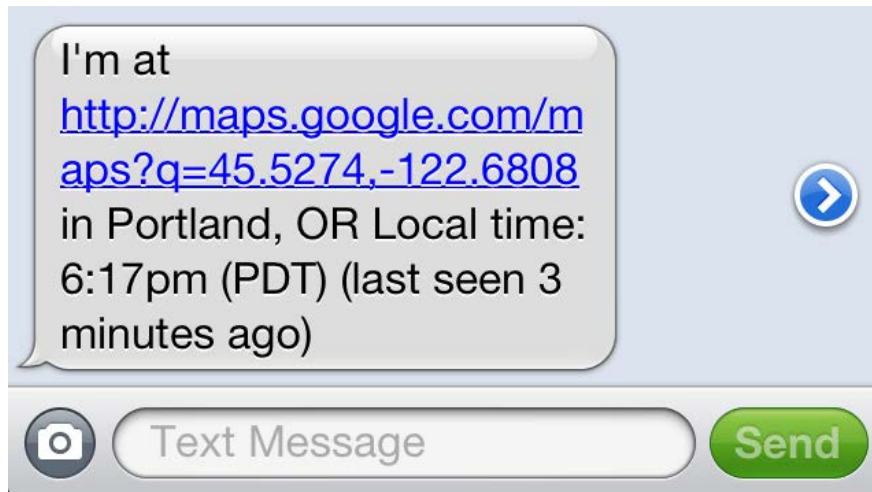 I'm at
http://maps.google.com/m
aps?q=45.5274,-122.6808
in Portland, OR Local time:
6:17pm (PDT) (last seen 3
minutes ago)
Text Message
Send